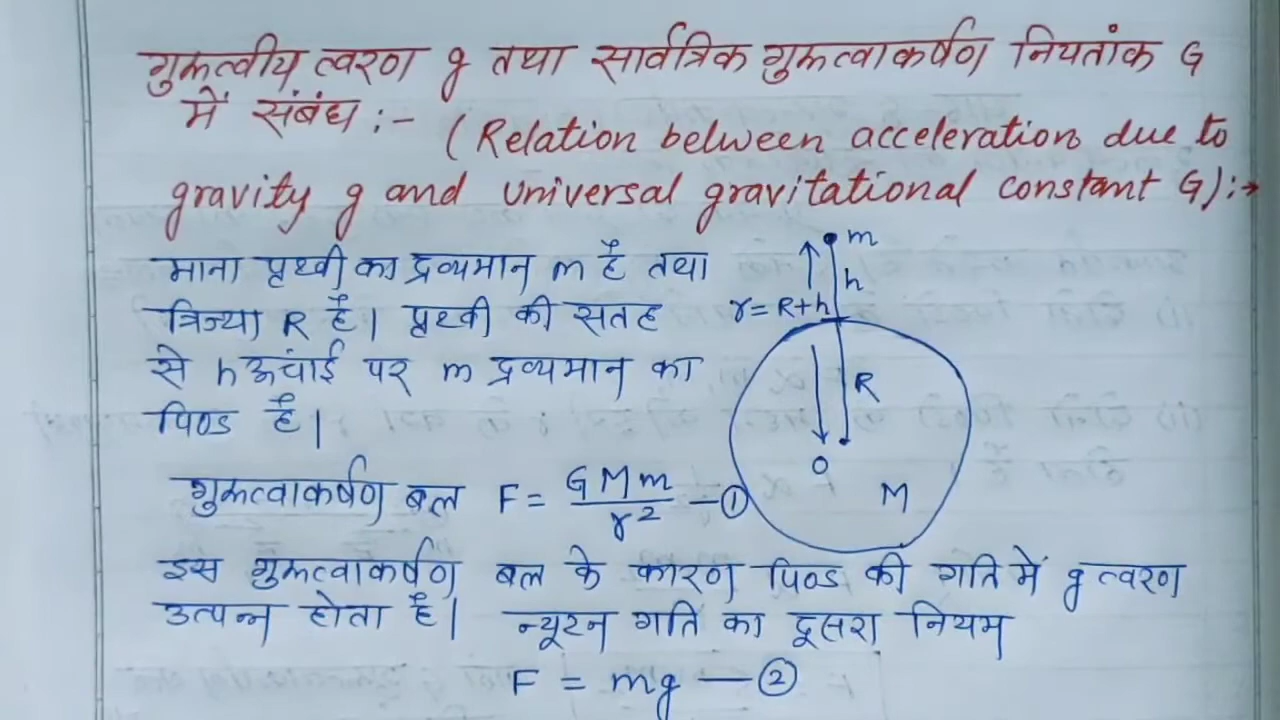 गुरुत्वीय त्वरण g तथा सार्वत्रिक गुरुत्वाकर्षण नियतांक G
में संबंध :- (Relation between acceleration due to
gravity g and universal gravitational constant G):→
माना पृथ्वी का द्रव्यमान m है तथा
त्रिज्या R है। पृथ्वी की सतह
से h ऊंचाई पर m द्रव्यमान का
पिण्ड है।
m
h
r = R+h
R
O
M
गुरुत्वाकर्षण बल F = GMm/r² —①
इस गुरुत्वाकर्षण बल के कारण पिण्ड की गति में g त्वरण
उत्पन्न होता है। न्यूटन गति का दूसरा नियम
F = mg —②